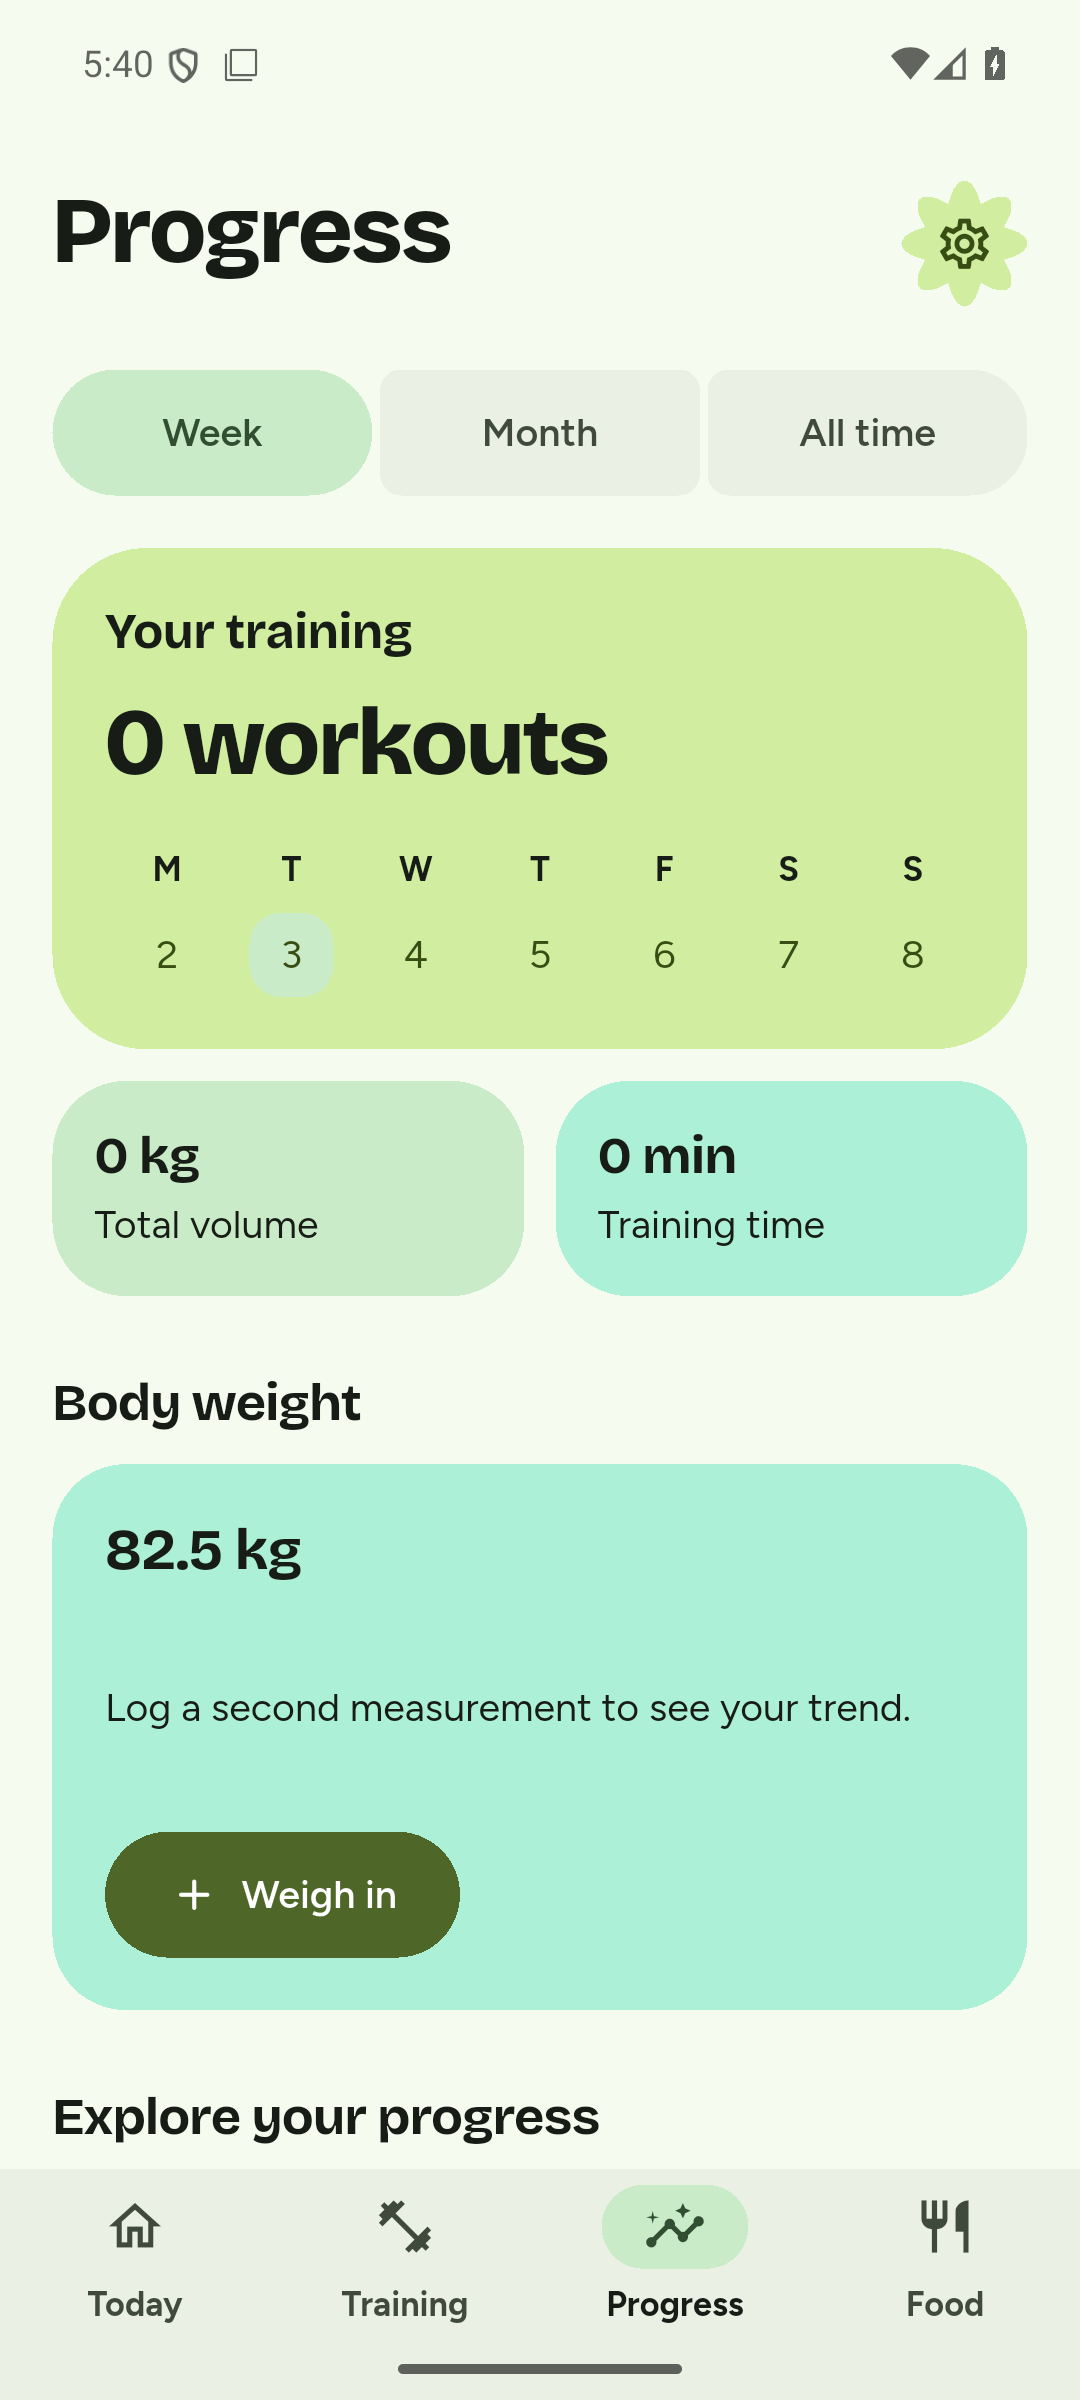 5:40
Progress
Week Month All time
Your training
0 workouts
M T W T F S S
2 3 4 5 6 7 8
0 kg
Total volume
0 min
Training time
Body weight
82.5 kg
Log a second measurement to see your trend.
Weigh in
Explore your progress
Today Training Progress Food